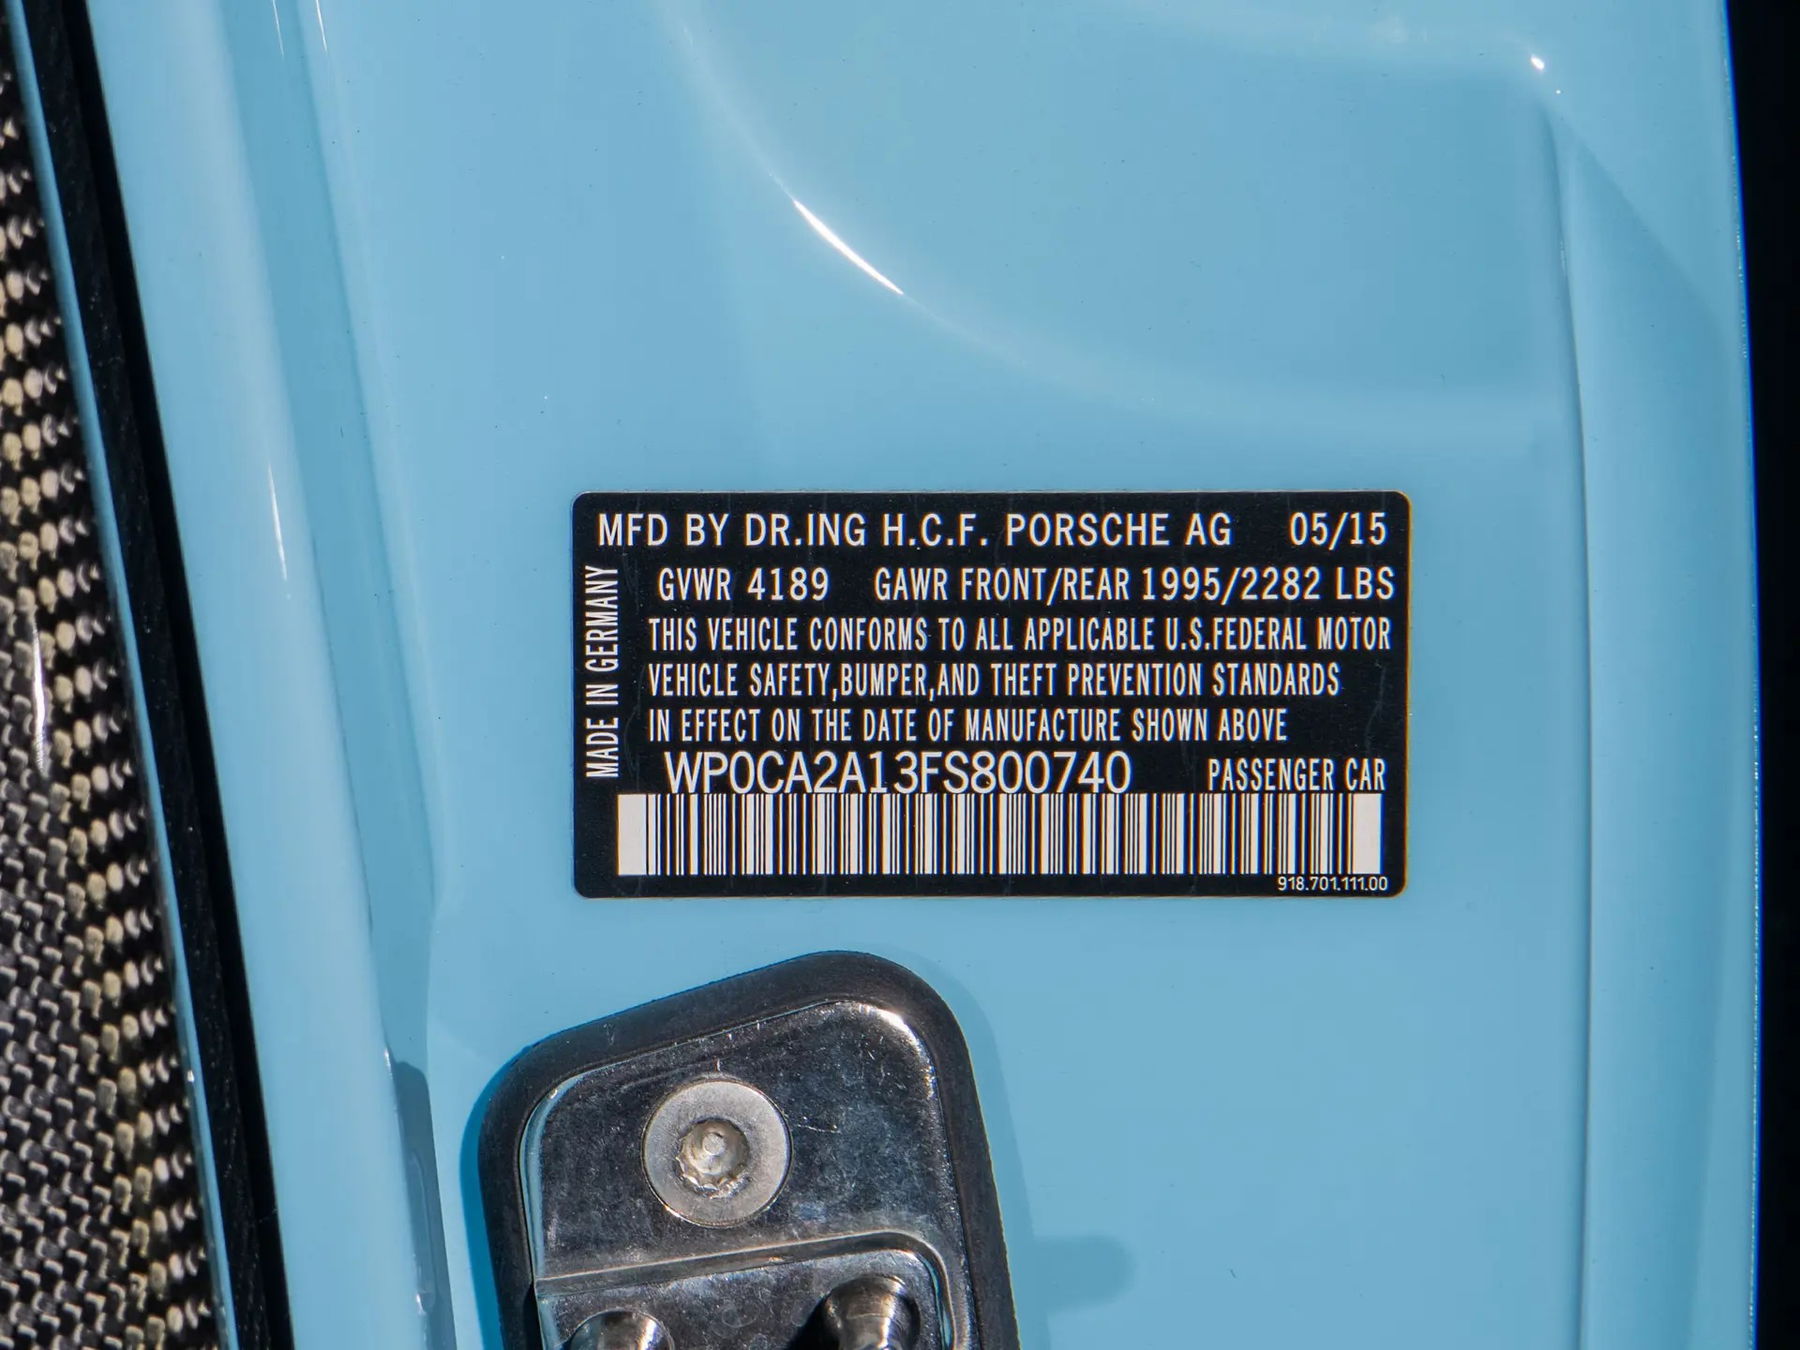 MFD BY DR.ING H.C.F. PORSCHE AG 05/15
GVWR 4189 GAWR FRONT/REAR 1995/2282 LBS
THIS VEHICLE CONFORMS TO ALL APPLICABLE U.S.FEDERAL MOTOR
VEHICLE SAFETY,BUMPER,AND THEFT PREVENTION STANDARDS
IN EFFECT ON THE DATE OF MANUFACTURE SHOWN ABOVE
WP0CA2A13FS800740 PASSENGER CAR
918.701.111.00
MADE IN GERMANY